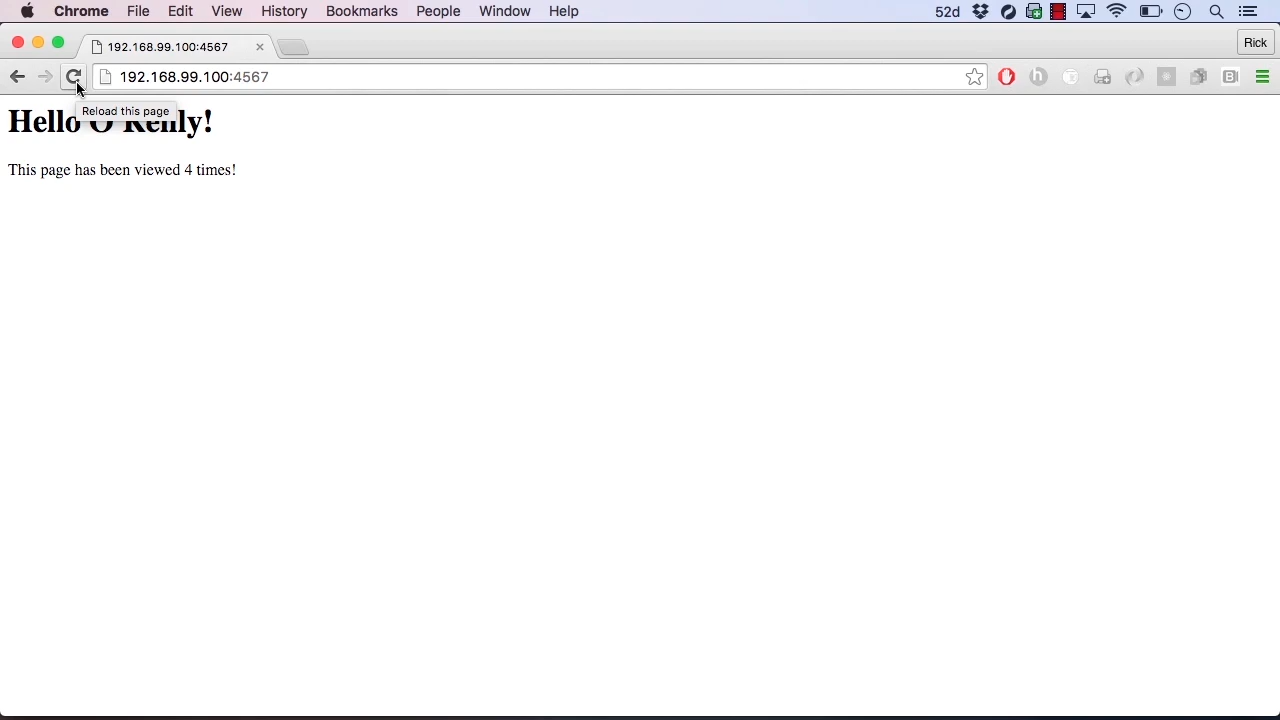 Chrome File Edit View History Bookmarks People Window Help 52d
192.168.99.100:4567 Rick
192.168.99.100:4567
Reload this page
Hello O'Reilly!
This page has been viewed 4 times!